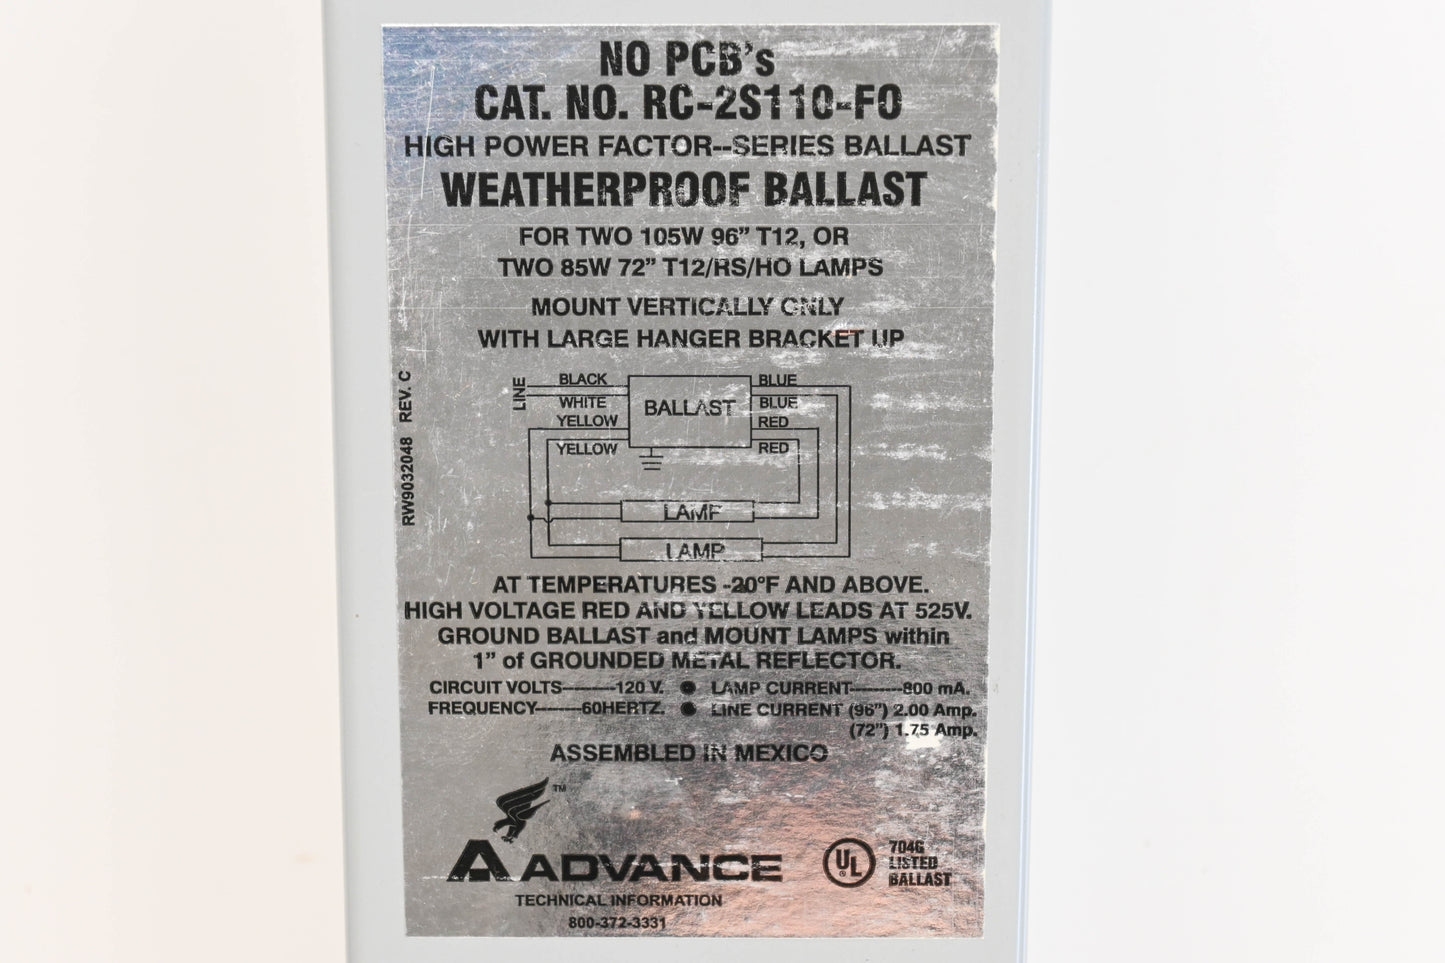 NO PCB's
CAT. NO. RC-2S110-FO
HIGH POWER FACTOR--SERIES BALLAST
WEATHERPROOF BALLAST
FOR TWO 105W 96" T12, OR
TWO 85W 72" T12/RS/HO LAMPS
MOUNT VERTICALLY ONLY
WITH LARGE HANGER BRACKET UP
RW9032048 REV. C
LINE
BLACK
WHITE
YELLOW
YELLOW
BALLAST
BLUE
BLUE
RED
RED
LAMP
LAMP
AT TEMPERATURES -20°F AND ABOVE.
HIGH VOLTAGE RED AND YELLOW LEADS AT 525V.
GROUND BALLAST and MOUNT LAMPS within
1" of GROUNDED METAL REFLECTOR.
CIRCUIT VOLTS---------120 V. ● LAMP CURRENT---------800 mA.
FREQUENCY--------60HERTZ. ● LINE CURRENT (96") 2.00 Amp.
(72") 1.75 Amp.
ASSEMBLED IN MEXICO
TM
ADVANCE
UL ®
704G
LISTED
BALLAST
TECHNICAL INFORMATION
800-372-3331